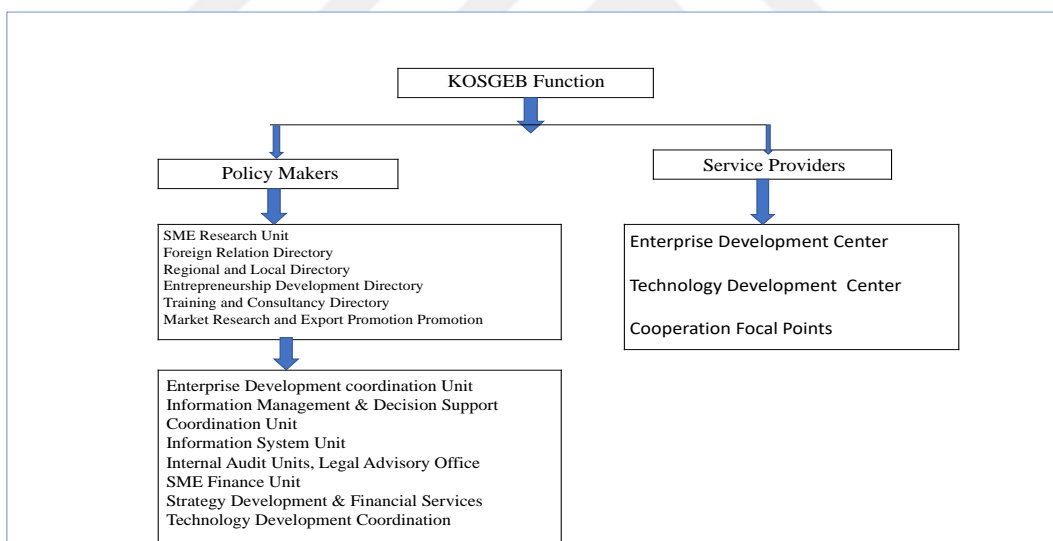 KOSGEB Function
Policy Makers
Service Providers
SME Research Unit
Foreign Relation Directory
Regional and Local Directory
Entrepreneurship Development Directory
Training and Consultancy Directory
Market Research and Export Promotion Promotion
Enterprise Development Center
Technology Development Center
Cooperation Focal Points
Enterprise Development coordination Unit
Information Management & Decision Support
Coordination Unit
Information System Unit
Internal Audit Units, Legal Advisory Office
SME Finance Unit
Strategy Development & Financial Services
Technology Development Coordination